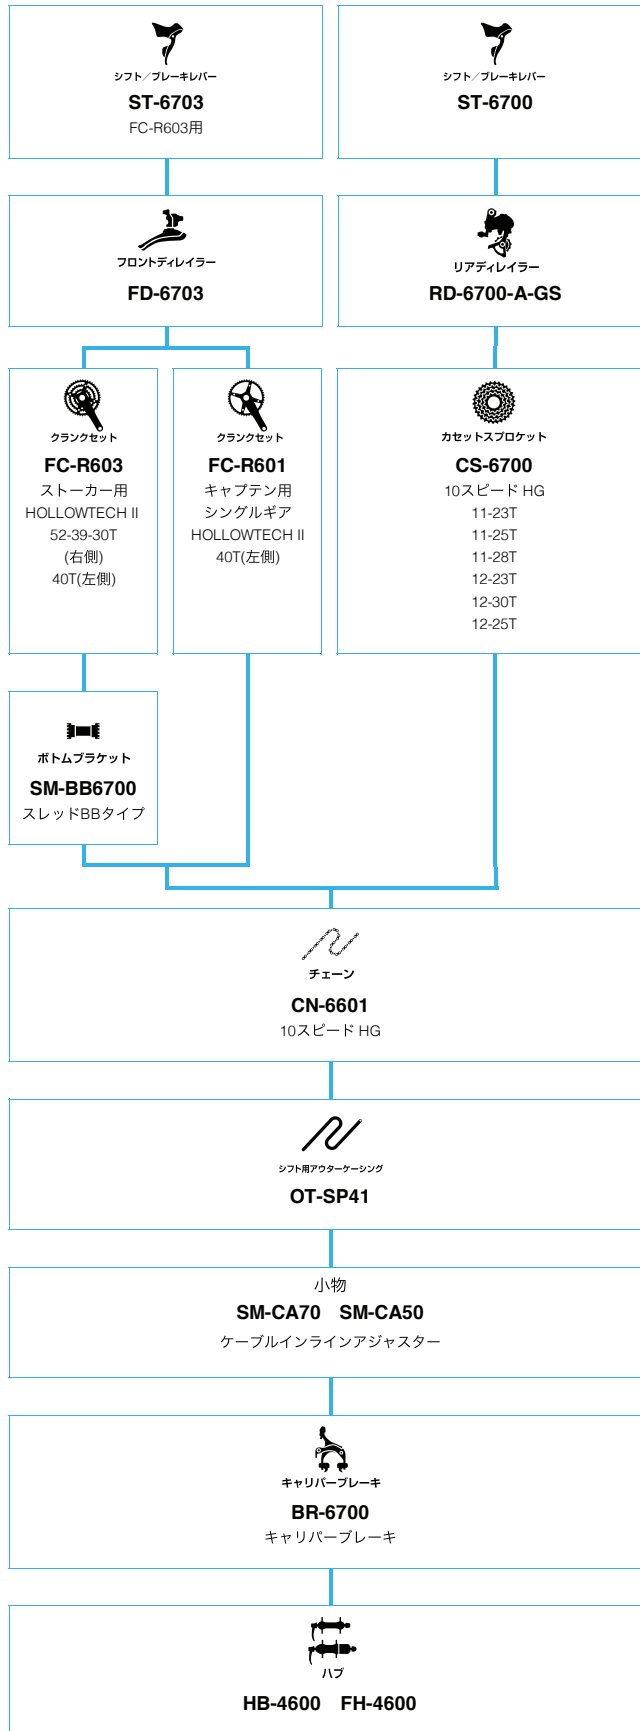 シフト／ブレーキレバー
ST-6703
FC-R603用
シフト／ブレーキレバー
ST-6700
フロントディレイラー
FD-6703
リアディレイラー
RD-6700-A-GS
クランクセット
FC-R603
ストーカー用
HOLLOWTECH II
52-39-30T
(右側)
40T(左側)
クランクセット
FC-R601
キャプテン用
シングルギア
HOLLOWTECH II
40T(左側)
カセットスプロケット
CS-6700
10スピード HG
11-23T
11-25T
11-28T
12-23T
12-30T
12-25T
ボトムブラケット
SM-BB6700
スレッドBBタイプ
チェーン
CN-6601
10スピード HG
シフト用アウターケーシング
OT-SP41
小物
SM-CA70 SM-CA50
ケーブルインラインアジャスター
キャリパーブレーキ
BR-6700
キャリパーブレーキ
ハブ
HB-4600 FH-4600